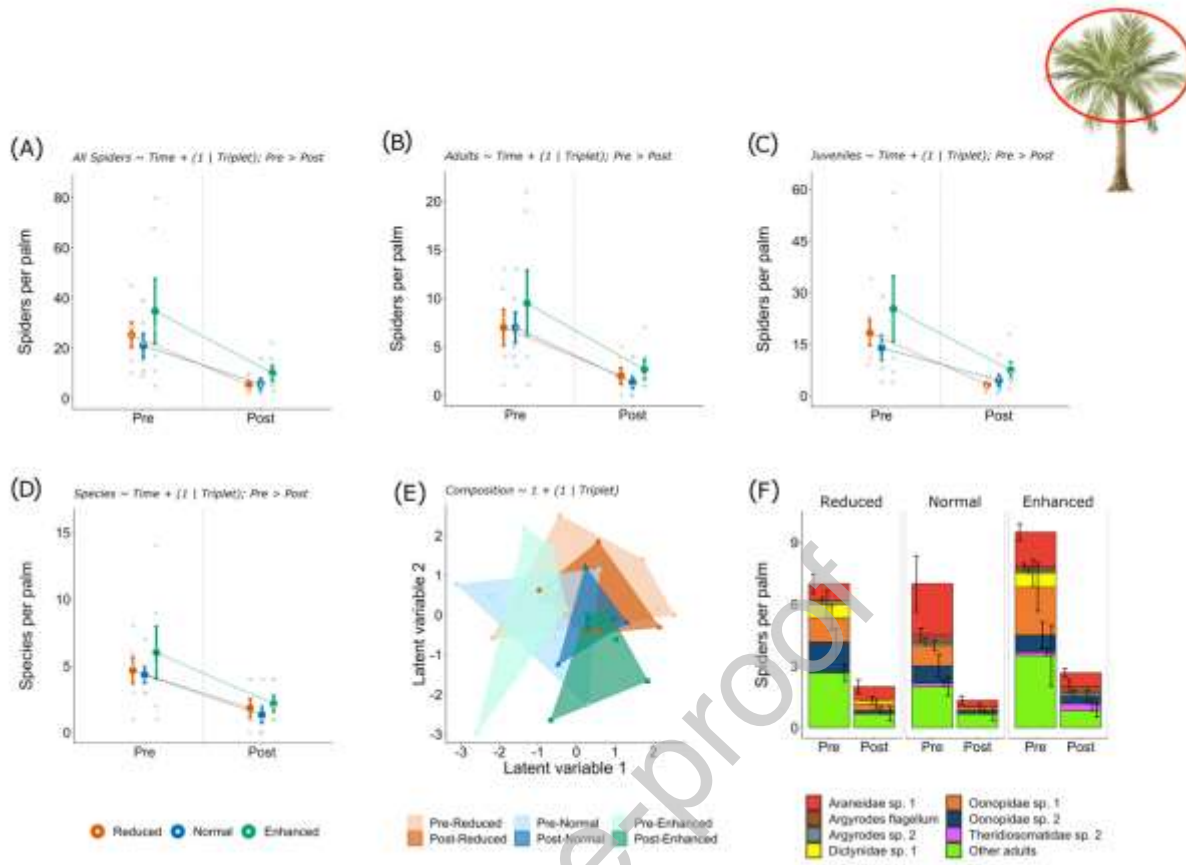 (A)
All Spiders ~ Time + (1 | Triplet); Pre > Post
Spiders per palm
80
60
40
20
0
Pre Post
(B)
Adults ~ Time + (1 | Triplet); Pre > Post
Spiders per palm
20
15
10
5
0
Pre Post
(C)
Juveniles ~ Time + (1 | Triplet); Pre > Post
Spiders per palm
60
45
30
15
0
Pre Post
(D)
Species ~ Time + (1 | Triplet); Pre > Post
Species per palm
15
10
5
0
Pre Post
Reduced Normal Enhanced
(E)
Composition ~ 1 + (1 | Triplet)
Latent variable 2
2
1
0
-1
-2
-3
-3 -2 -1 0 1 2
Latent variable 1
Pre-Reduced Pre-Normal Pre-Enhanced
Post-Reduced Post-Normal Post-Enhanced
(F)
Reduced Normal Enhanced
Spiders per palm
9
6
3
0
Pre Post Pre Post Pre Post
Araneidae sp. 1 Oonopidae sp. 1
Argyrodes flagellum Oonopidae sp. 2
Argyrodes sp. 2 Theridiosomatidae sp. 2
Dictynidae sp. 1 Other adults